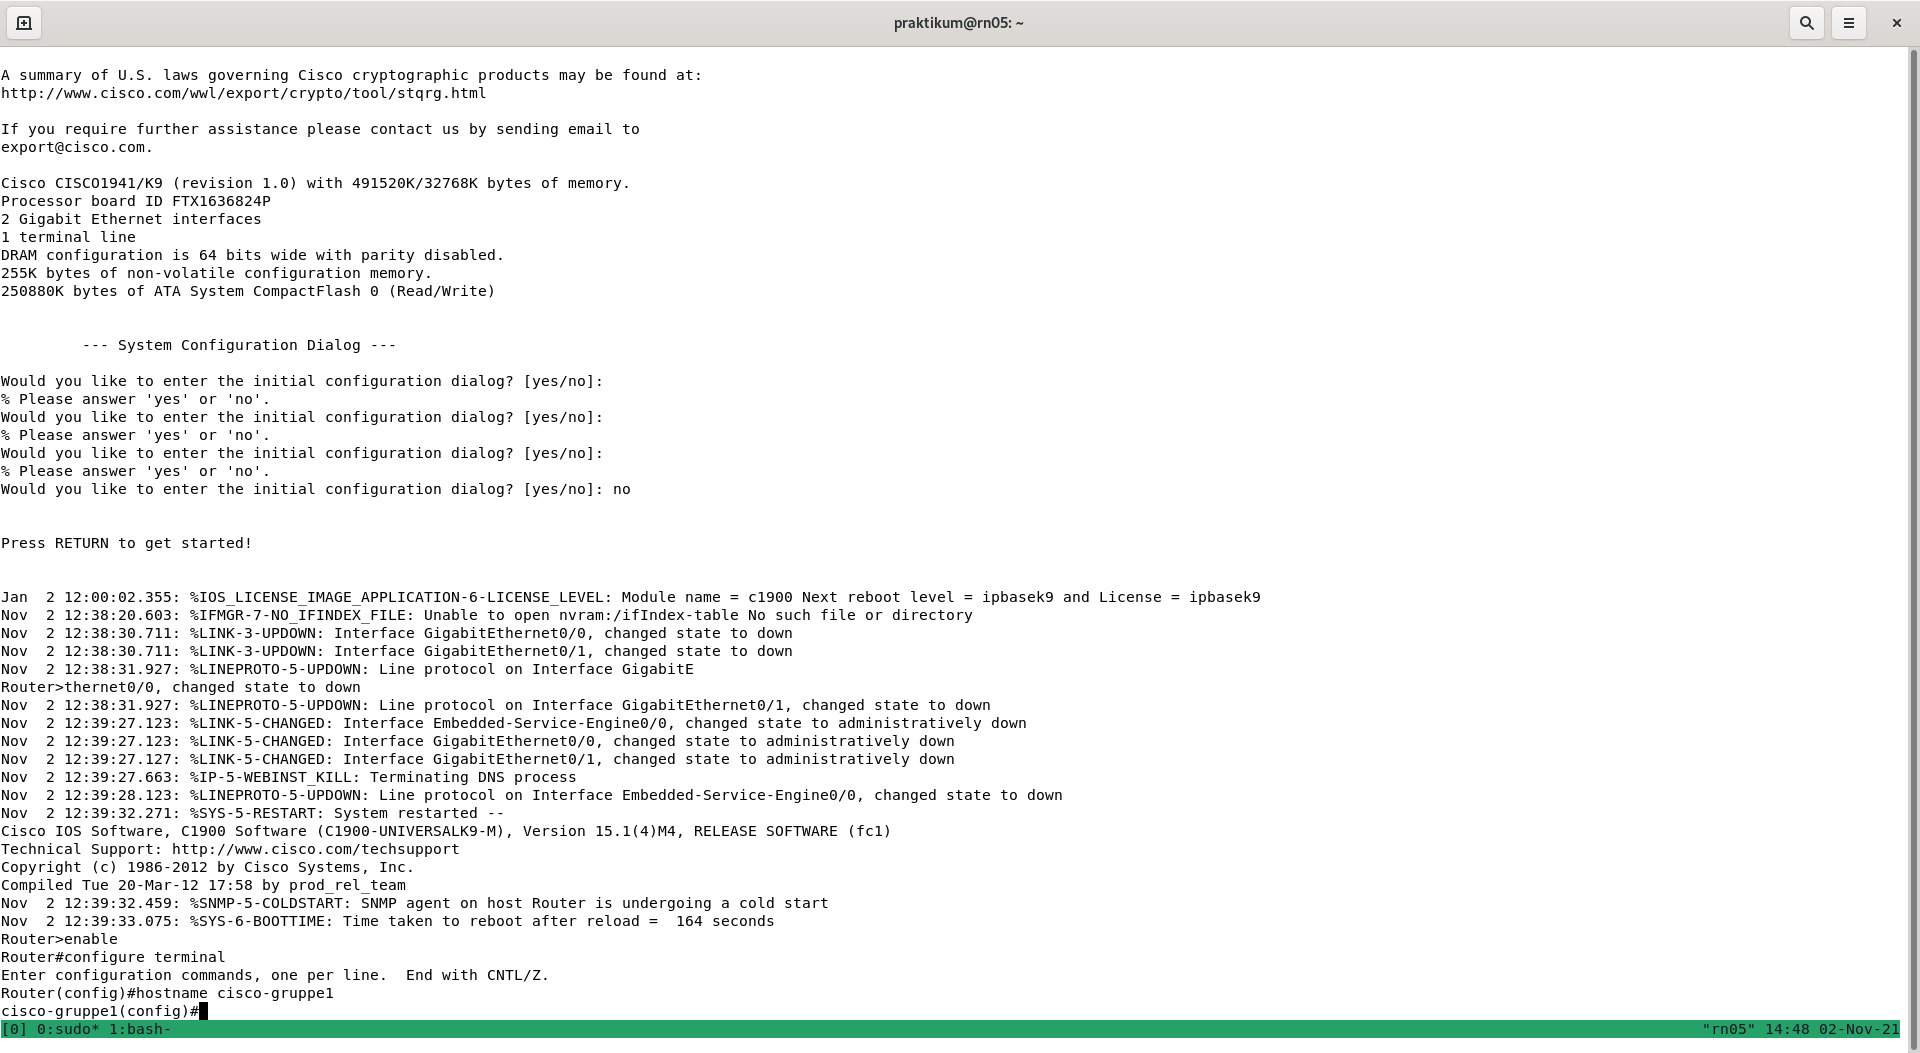 praktikum@rn05: ~
A summary of U.S. laws governing Cisco cryptographic products may be found at:
http://www.cisco.com/wwl/export/crypto/tool/stqrg.html
If you require further assistance please contact us by sending email to
export@cisco.com.
Cisco CISCO1941/K9 (revision 1.0) with 491520K/32768K bytes of memory.
Processor board ID FTX1636824P
2 Gigabit Ethernet interfaces
1 terminal line
DRAM configuration is 64 bits wide with parity disabled.
255K bytes of non-volatile configuration memory.
250880K bytes of ATA System CompactFlash 0 (Read/Write)
--- System Configuration Dialog ---
Would you like to enter the initial configuration dialog? [yes/no]:
% Please answer 'yes' or 'no'.
Would you like to enter the initial configuration dialog? [yes/no]:
% Please answer 'yes' or 'no'.
Would you like to enter the initial configuration dialog? [yes/no]:
% Please answer 'yes' or 'no'.
Would you like to enter the initial configuration dialog? [yes/no]: no
Press RETURN to get started!
Jan  2 12:00:02.355: %IOS_LICENSE_IMAGE_APPLICATION-6-LICENSE_LEVEL: Module name = c1900 Next reboot level = ipbasek9 and License = ipbasek9
Nov  2 12:38:20.603: %IFMGR-7-NO_IFINDEX_FILE: Unable to open nvram:/ifIndex-table No such file or directory
Nov  2 12:38:30.711: %LINK-3-UPDOWN: Interface GigabitEthernet0/0, changed state to down
Nov  2 12:38:30.711: %LINK-3-UPDOWN: Interface GigabitEthernet0/1, changed state to down
Nov  2 12:38:31.927: %LINEPROTO-5-UPDOWN: Line protocol on Interface GigabitE
Router>thernet0/0, changed state to down
Nov  2 12:38:31.927: %LINEPROTO-5-UPDOWN: Line protocol on Interface GigabitEthernet0/1, changed state to down
Nov  2 12:39:27.123: %LINK-5-CHANGED: Interface Embedded-Service-Engine0/0, changed state to administratively down
Nov  2 12:39:27.123: %LINK-5-CHANGED: Interface GigabitEthernet0/0, changed state to administratively down
Nov  2 12:39:27.127: %LINK-5-CHANGED: Interface GigabitEthernet0/1, changed state to administratively down
Nov  2 12:39:27.663: %IP-5-WEBINST_KILL: Terminating DNS process
Nov  2 12:39:28.123: %LINEPROTO-5-UPDOWN: Line protocol on Interface Embedded-Service-Engine0/0, changed state to down
Nov  2 12:39:32.271: %SYS-5-RESTART: System restarted --
Cisco IOS Software, C1900 Software (C1900-UNIVERSALK9-M), Version 15.1(4)M4, RELEASE SOFTWARE (fc1)
Technical Support: http://www.cisco.com/techsupport
Copyright (c) 1986-2012 by Cisco Systems, Inc.
Compiled Tue 20-Mar-12 17:58 by prod_rel_team
Nov  2 12:39:32.459: %SNMP-5-COLDSTART: SNMP agent on host Router is undergoing a cold start
Nov  2 12:39:33.075: %SYS-6-BOOTTIME: Time taken to reboot after reload =  164 seconds
Router>enable
Router#configure terminal
Enter configuration commands, one per line.  End with CNTL/Z.
Router(config)#hostname cisco-gruppe1
cisco-gruppe1(config)#
[0] 0:sudo* 1:bash- "rn05" 14:48 02-Nov-21